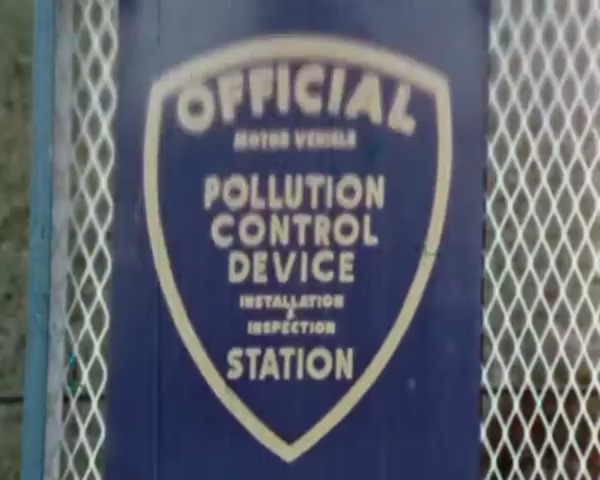 OFFICIAL
MOTOR VEHICLE
POLLUTION
CONTROL
DEVICE
INSTALLATION
&
INSPECTION
STATION